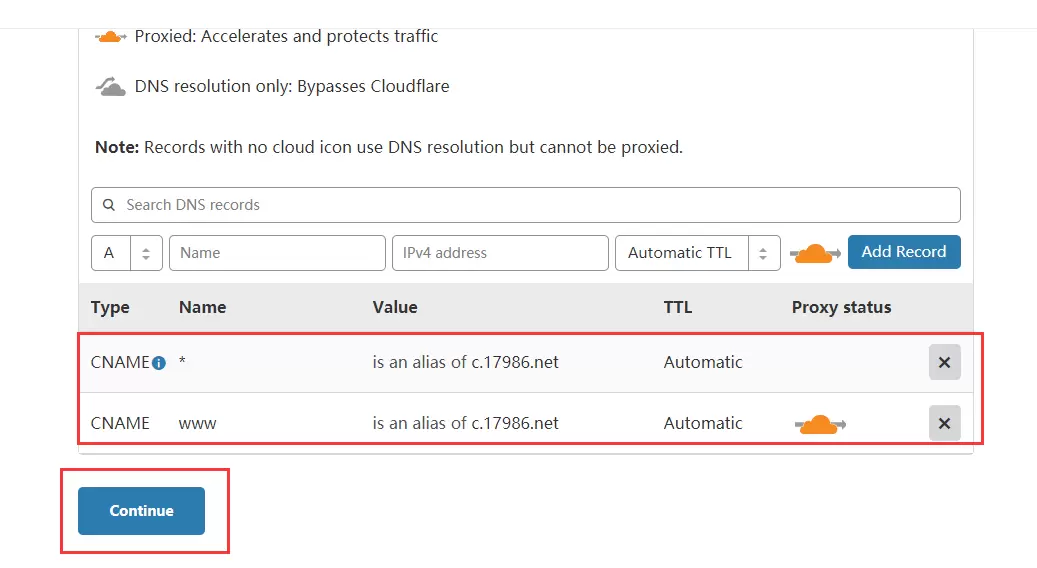 Proxied: Accelerates and protects traffic
DNS resolution only: Bypasses Cloudflare
Note: Records with no cloud icon use DNS resolution but cannot be proxied.
Search DNS records
A Name IPv4 address Automatic TTL Add Record
Type Name Value TTL Proxy status
CNAME * is an alias of c.17986.net Automatic
CNAME www is an alias of c.17986.net Automatic
Continue